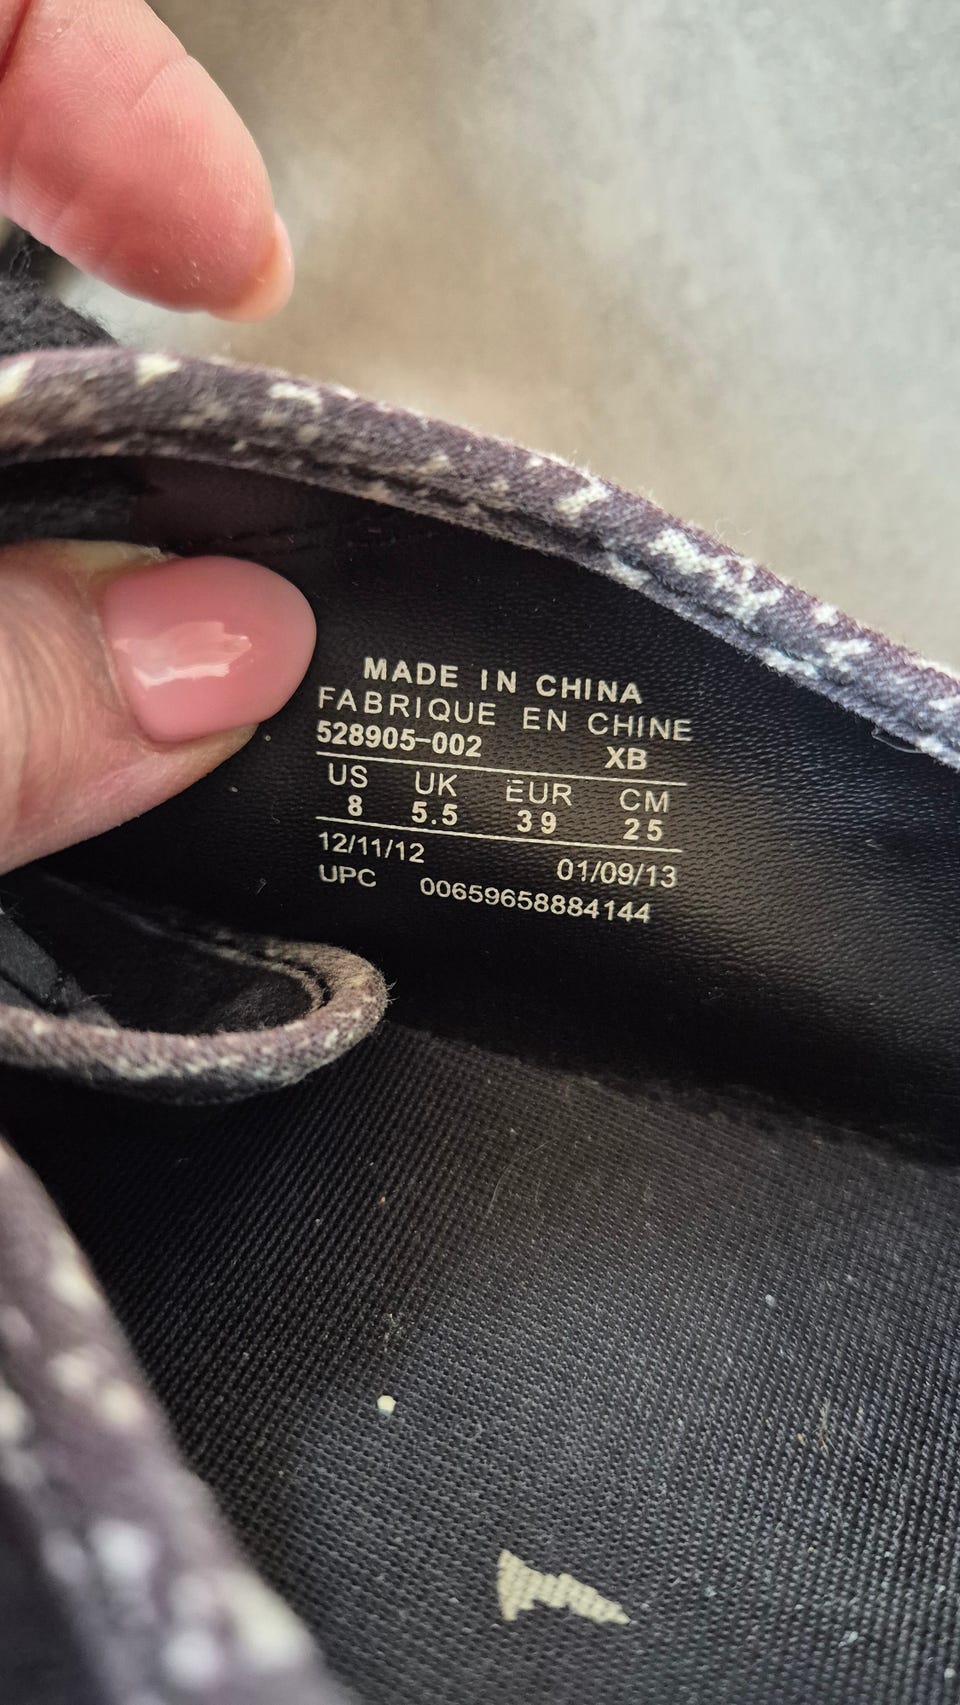 MADE IN CHINA
FABRIQUE EN CHINE
528905-002 XB
US UK EUR CM
8 5.5 39 25
12/11/12 01/09/13
UPC 00659658884144